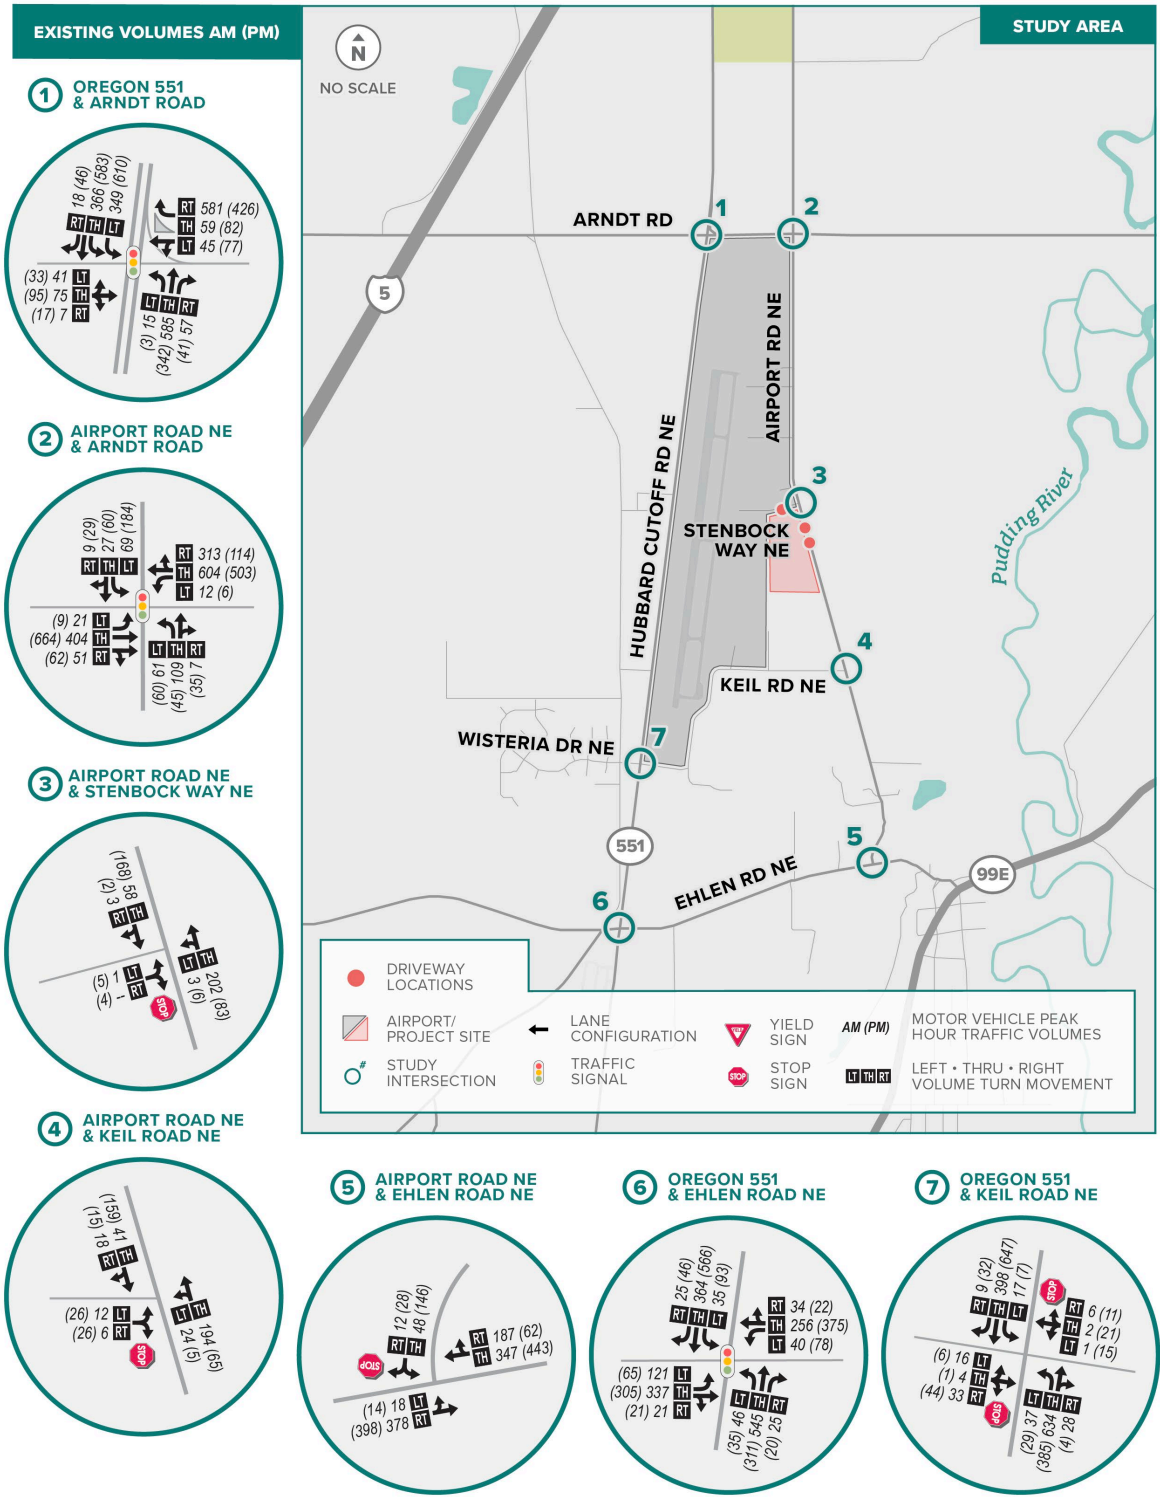 EXISTING VOLUMES AM (PM)
STUDY AREA
N
NO SCALE
1
OREGON 551
& ARNDT ROAD
18 (46)
366 (583)
349 (610)
RT TH LT
RT 581 (426)
TH 59 (82)
LT 45 (77)
(33) 41 LT
(95) 75 TH
(17) 7 RT
LT TH RT
(3) 15
(342) 585
(41) 57
2
AIRPORT ROAD NE
& ARNDT ROAD
9 (29)
27 (60)
69 (184)
RT TH LT
RT 313 (114)
TH 604 (503)
LT 12 (6)
(9) 21 LT
(664) 404 TH
(62) 51 RT
LT TH RT
(60) 61
(45) 109
(35) 7
3
AIRPORT ROAD NE
& STENBOCK WAY NE
(168) 58
(2) 3
RT TH
(5) 1 LT
(4) -- RT
STOP
LT TH
202 (83)
3 (6)
4
AIRPORT ROAD NE
& KEIL ROAD NE
(159) 41
(15) 18
RT TH
(26) 12 LT
(26) 6 RT
STOP
LT TH
194 (65)
24 (5)
ARNDT RD
1
2
5
AIRPORT RD NE
HUBBARD CUTOFF RD NE
3
STENBOCK
WAY NE
Pudding River
4
KEIL RD NE
WISTERIA DR NE
7
551
5
EHLEN RD NE
99E
6
DRIVEWAY
LOCATIONS
AIRPORT/
PROJECT SITE
#
STUDY
INTERSECTION
LANE
CONFIGURATION
TRAFFIC
SIGNAL
YIELD
YIELD
SIGN
STOP
STOP
SIGN
AM (PM)
MOTOR VEHICLE PEAK
HOUR TRAFFIC VOLUMES
LT TH RT
LEFT • THRU • RIGHT
VOLUME TURN MOVEMENT
5
AIRPORT ROAD NE
& EHLEN ROAD NE
12 (28)
48 (146)
RT TH
STOP
RT 187 (62)
TH 347 (443)
(14) 18 LT
(398) 378 RT
6
OREGON 551
& EHLEN ROAD NE
25 (46)
364 (566)
35 (93)
RT TH LT
RT 34 (22)
TH 256 (375)
LT 40 (78)
(65) 121 LT
(305) 337 TH
(21) 21 RT
LT TH RT
(35) 46
(311) 545
(20) 25
7
OREGON 551
& KEIL ROAD NE
9 (32)
398 (647)
17 (7)
RT TH LT
STOP
RT 6 (11)
TH 2 (21)
LT 1 (15)
(6) 16 LT
(1) 4 TH
(44) 33 RT
STOP
LT TH RT
(29) 37
(385) 634
(4) 28